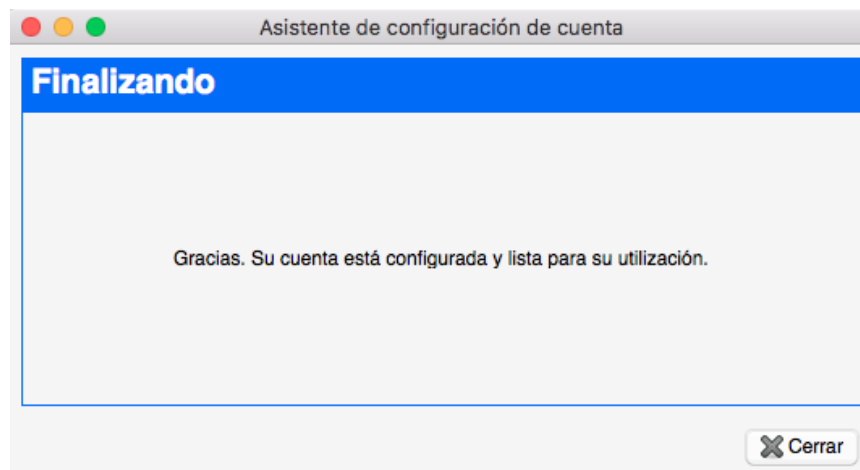 Asistente de configuración de cuenta
Finalizando
Gracias. Su cuenta está configurada y lista para su utilización.
Cerrar